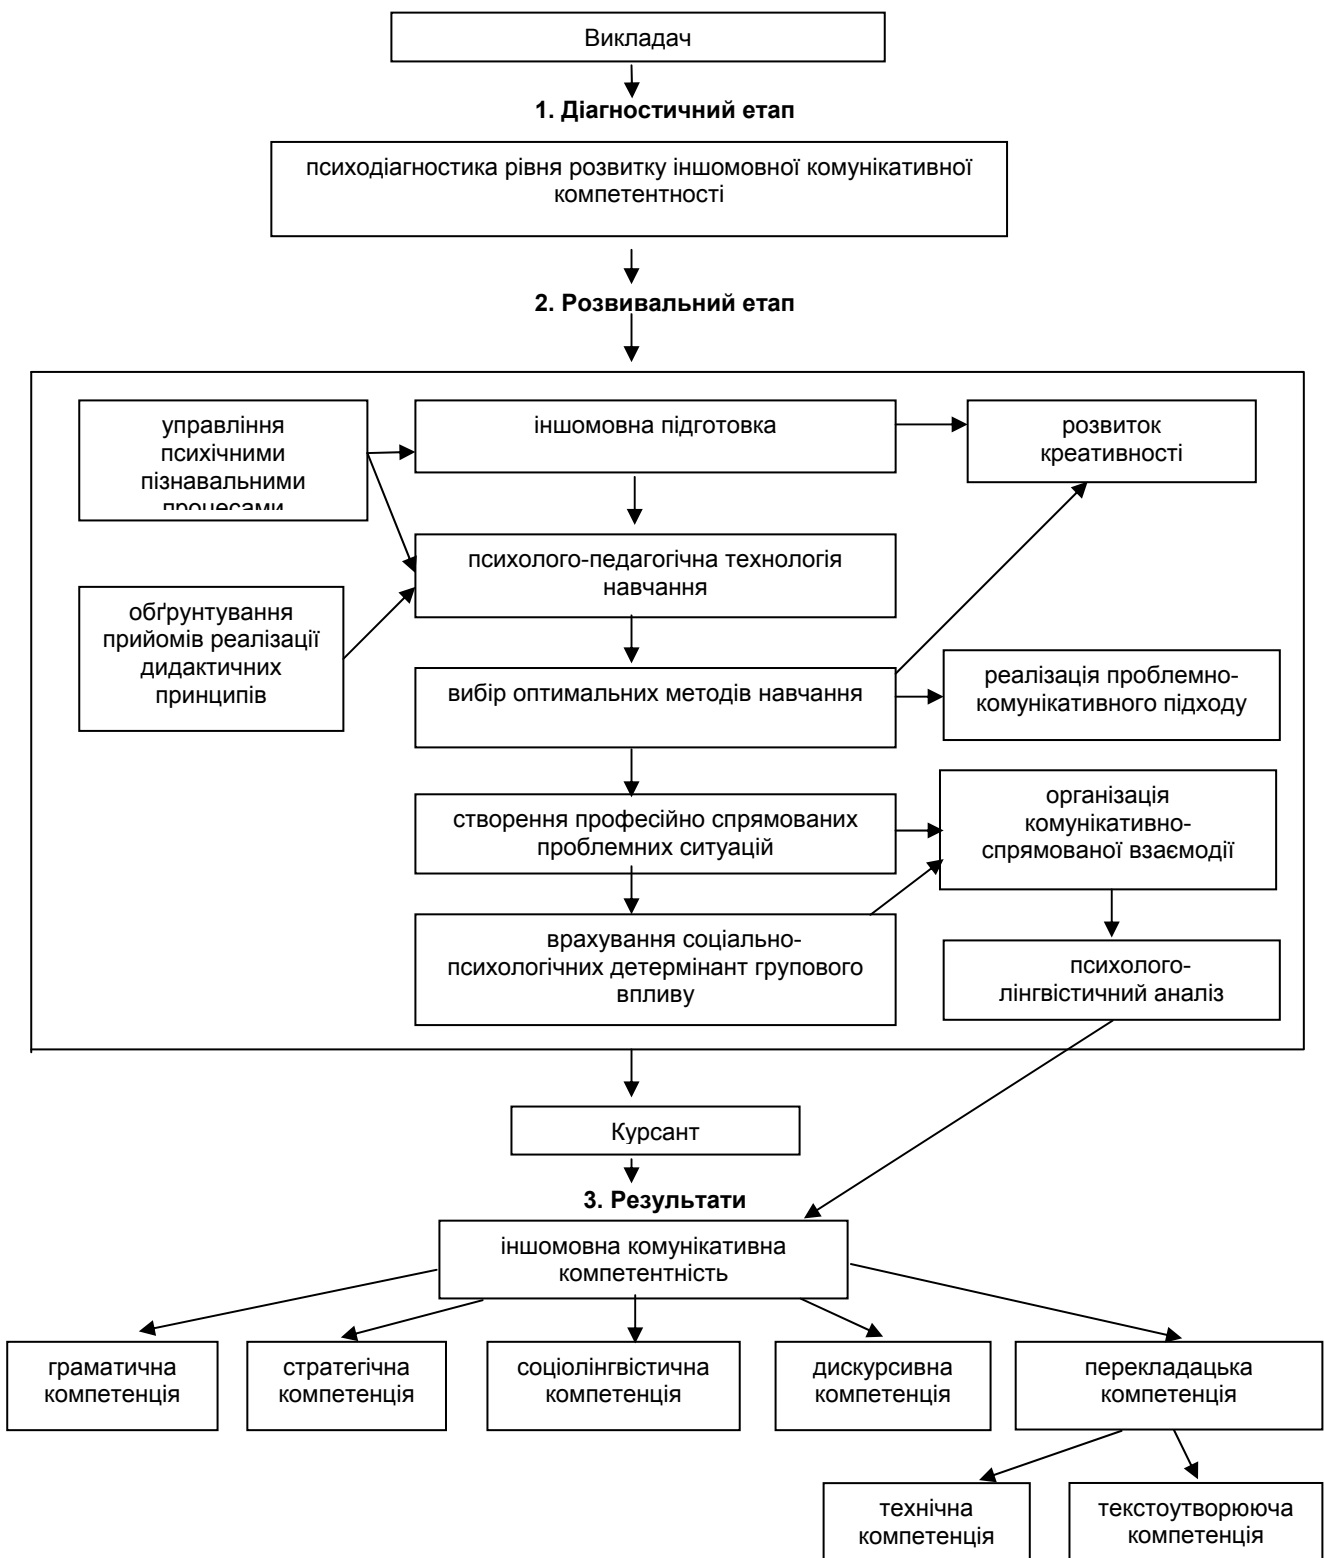 Викладач
1. Діагностичний етап
психодіагностика рівня розвитку іншомовної комунікативної
компетентності
2. Розвивальний етап
управління
психічними
пізнавальними
процесами
іншомовна підготовка
розвиток
креативності
психолого-педагогічна технологія
навчання
обґрунтування
прийомів реалізації
дидактичних
принципів
вибір оптимальних методів навчання
реалізація проблемно-
комунікативного підходу
створення професійно спрямованих
проблемних ситуацій
організація
комунікативно-
спрямованої взаємодії
врахування соціально-
психологічних детермінант групового
впливу
психолого-
лінгвістичний аналіз
Курсант
3. Результати
іншомовна комунікативна
компетентність
граматична
компетенція
стратегічна
компетенція
соціолінгвістична
компетенція
дискурсивна
компетенція
перекладацька
компетенція
технічна
компетенція
текстоутворююча
компетенція